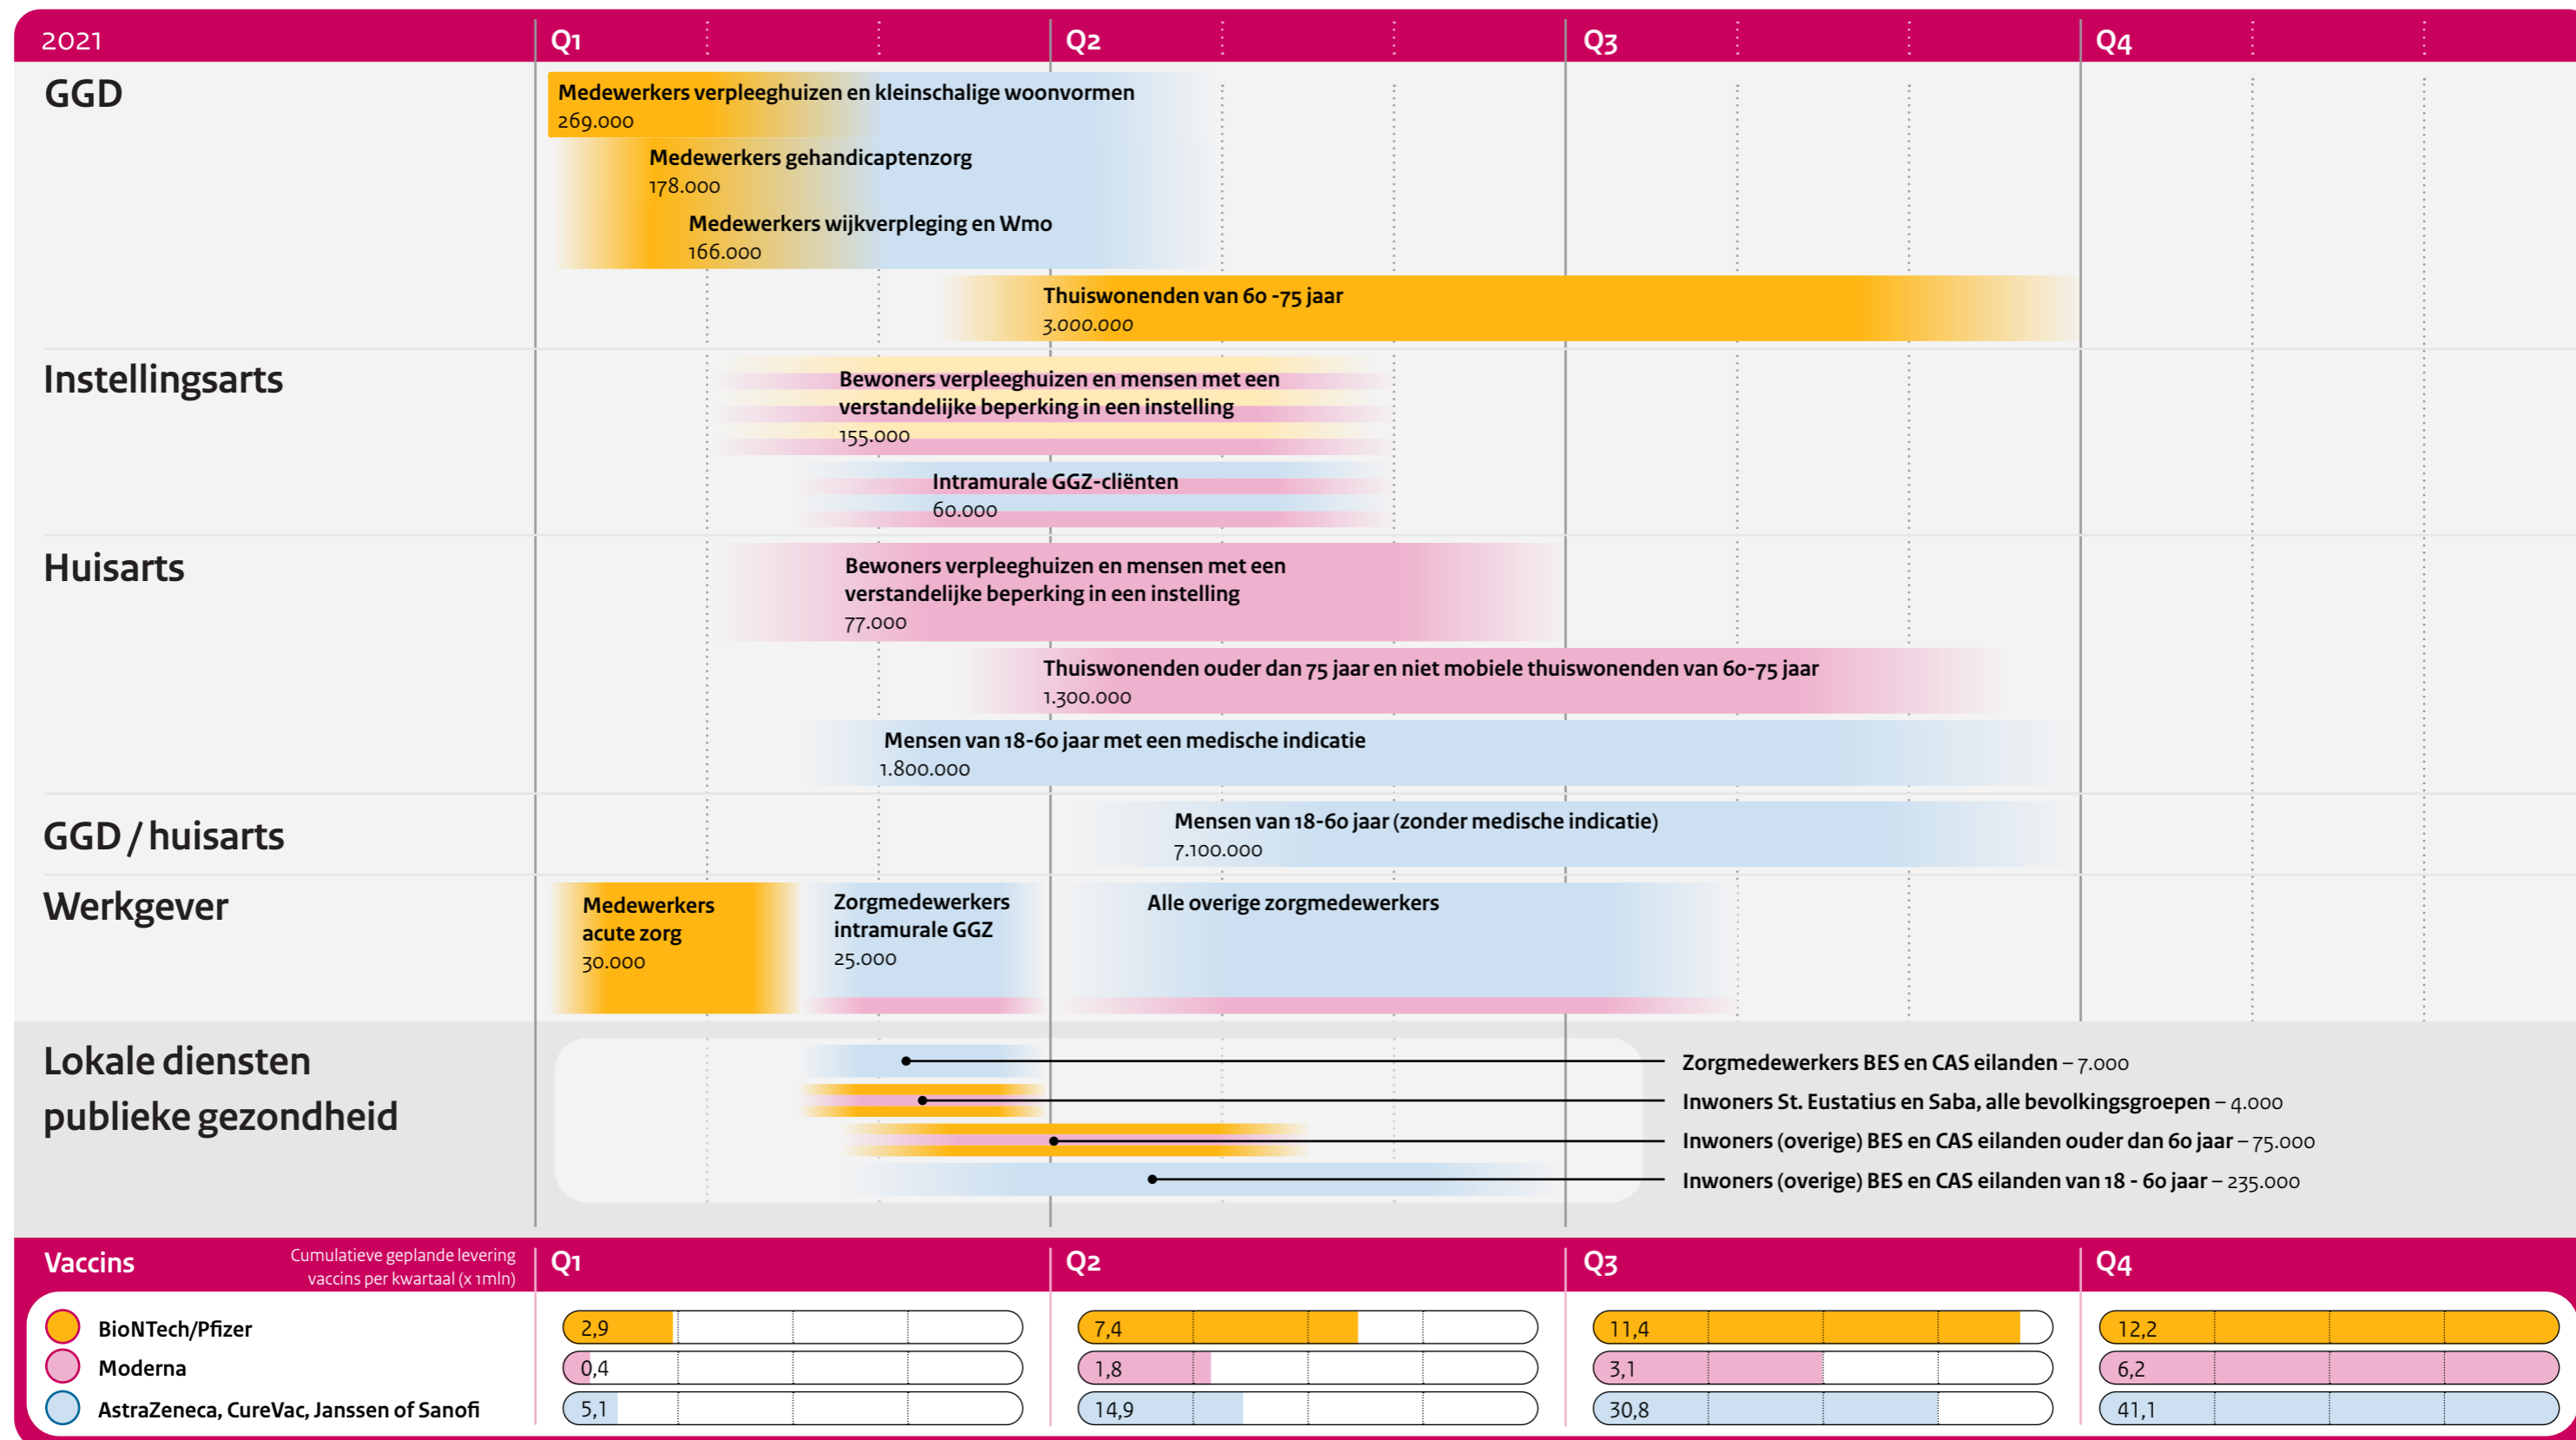 2021
Q1
Q2
Q3
Q4
GGD
Medewerkers verpleeghuizen en kleinschalige woonvormen
269.000
Medewerkers gehandicaptenzorg
178.000
Medewerkers wijkverpleging en Wmo
166.000
Thuiswonenden van 60 -75 jaar
3.000.000
Instellingsarts
Bewoners verpleeghuizen en mensen met een
verstandelijke beperking in een instelling
155.000
Intramurale GGZ-cliënten
60.000
Huisarts
Bewoners verpleeghuizen en mensen met een
verstandelijke beperking in een instelling
77.000
Thuiswonenden ouder dan 75 jaar en niet mobiele thuiswonenden van 60-75 jaar
1.300.000
Mensen van 18-60 jaar met een medische indicatie
1.800.000
GGD / huisarts
Mensen van 18-60 jaar (zonder medische indicatie)
7.100.000
Werkgever
Medewerkers
acute zorg
30.000
Zorgmedewerkers
intramurale GGZ
25.000
Alle overige zorgmedewerkers
Lokale diensten
publieke gezondheid
Zorgmedewerkers BES en CAS eilanden – 7.000
Inwoners St. Eustatius en Saba, alle bevolkingsgroepen – 4.000
Inwoners (overige) BES en CAS eilanden ouder dan 60 jaar – 75.000
Inwoners (overige) BES en CAS eilanden van 18 - 60 jaar – 235.000
Vaccins
Cumulatieve geplande levering
vaccins per kwartaal (x 1mln)
Q1
Q2
Q3
Q4
BioNTech/Pfizer
2,9
7,4
11,4
12,2
Moderna
0,4
1,8
3,1
6,2
AstraZeneca, CureVac, Janssen of Sanofi
5,1
14,9
30,8
41,1